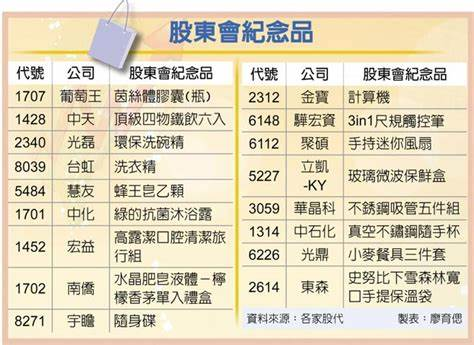 股東會紀念品
代號 公司 股東會紀念品
1707 葡萄王 茵絲體膠囊(瓶)
1428 中天 頂級四物鐵飲六入
2340 光磊 環保洗碗精
8039 台虹 洗衣精
5484 慧友 蜂王皂乙顆
1701 中化 綠的抗菌沐浴露
1452 宏益 高露潔口腔清潔旅
行組
1702 南僑 水晶肥皂液體－檸
檬香茅單入禮盒
8271 宇瞻 隨身碟
代號 公司 股東會紀念品
2312 金寶 計算機
6148 驊宏資 3in1尺規觸控筆
6112 聚碩 手持迷你風扇
5227 立凱
-KY 玻璃微波保鮮盒
3059 華晶科 不銹鋼吸管五件組
1314 中石化 真空不鏽鋼隨手杯
6226 光鼎 小麥餐具三件套
2614 東森 史努比下雪森林寬
口手提保溫袋
資料來源：各家股代 製表：廖育偲